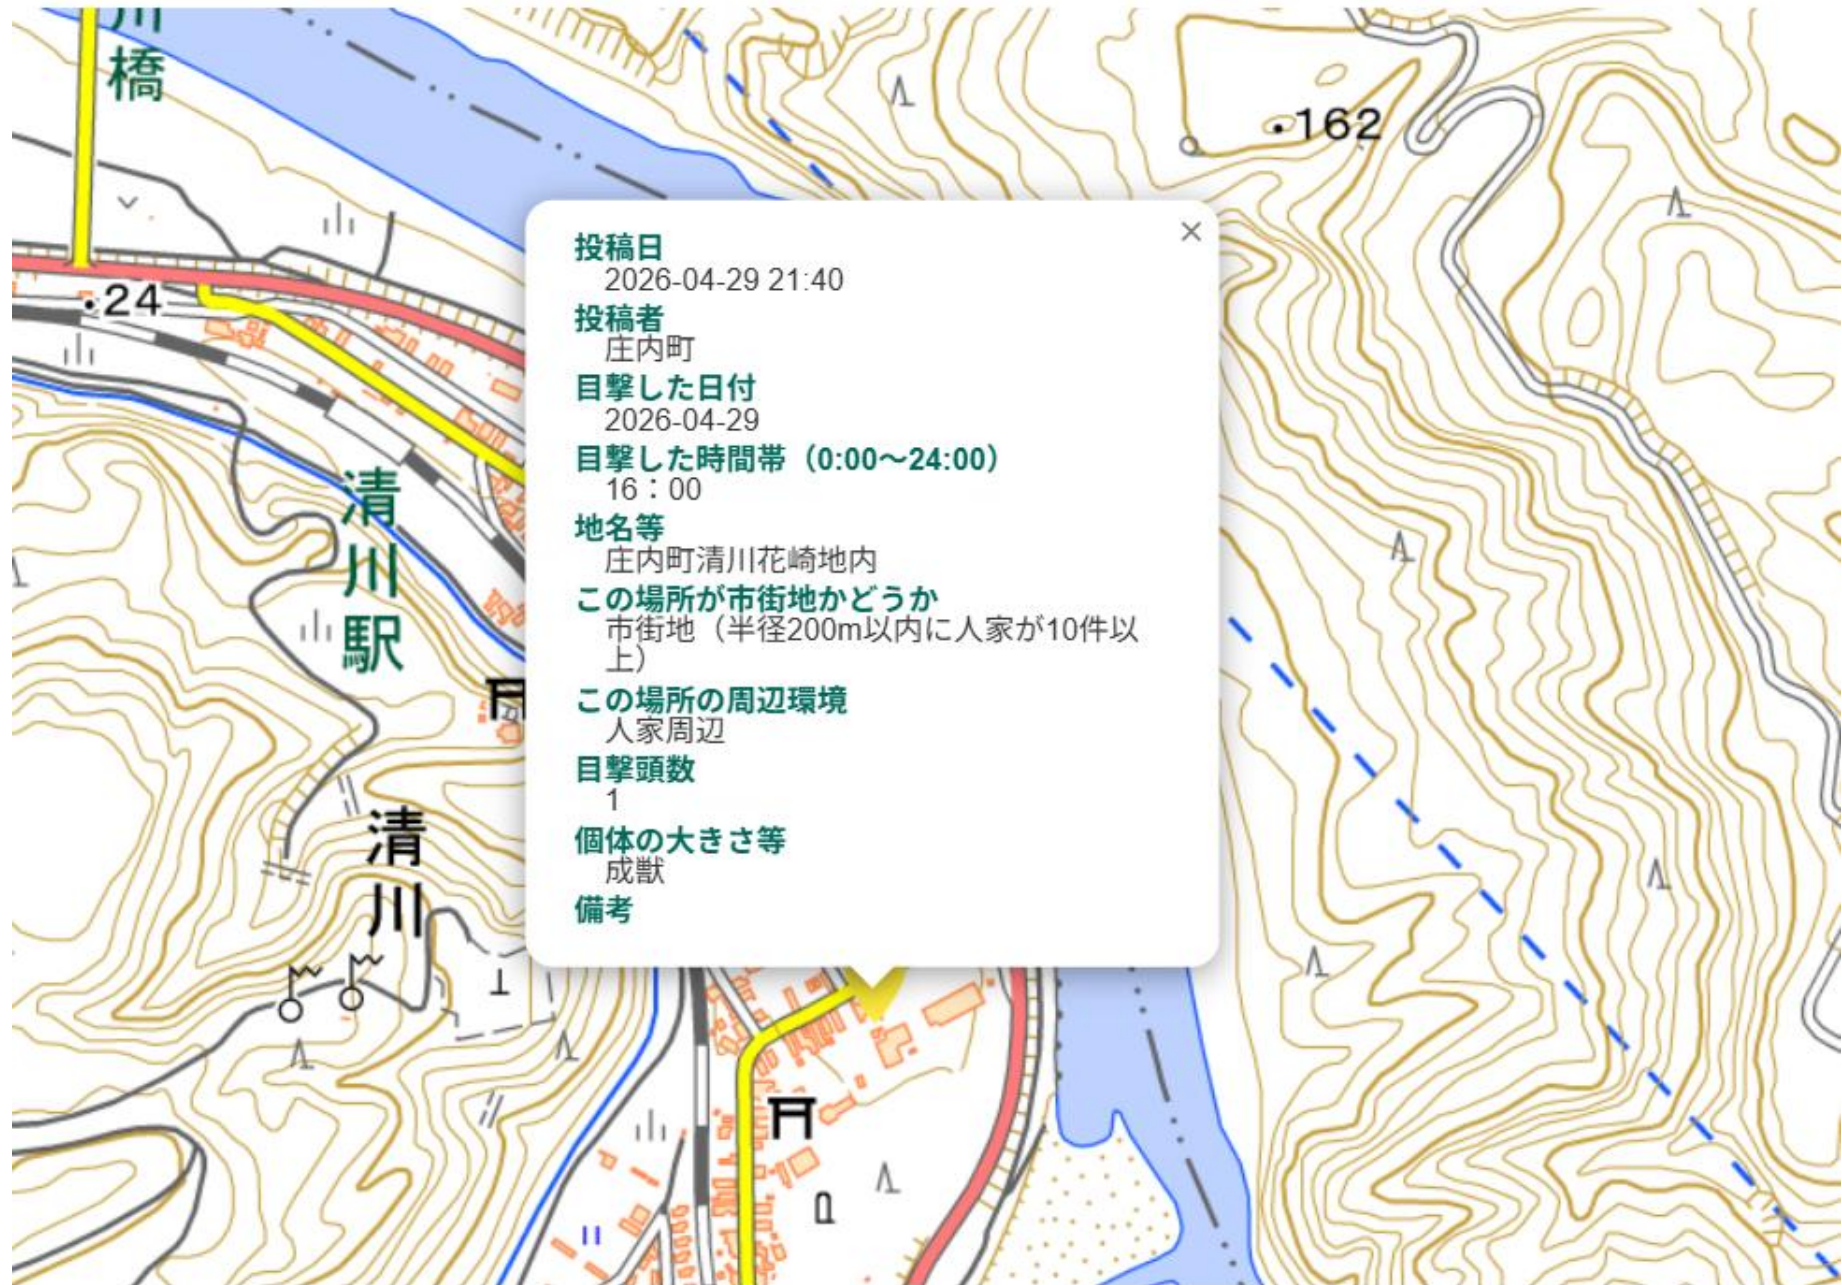 川
橋
162
24
清
川
駅
清
川
×
投稿日
2026-04-29 21:40
投稿者
庄内町
目撃した日付
2026-04-29
目撃した時間帯（0:00～24:00）
16：00
地名等
庄内町清川花崎地内
この場所が市街地かどうか
市街地（半径200m以内に人家が10件以
上）
この場所の周辺環境
人家周辺
目撃頭数
1
個体の大きさ等
成獣
備考